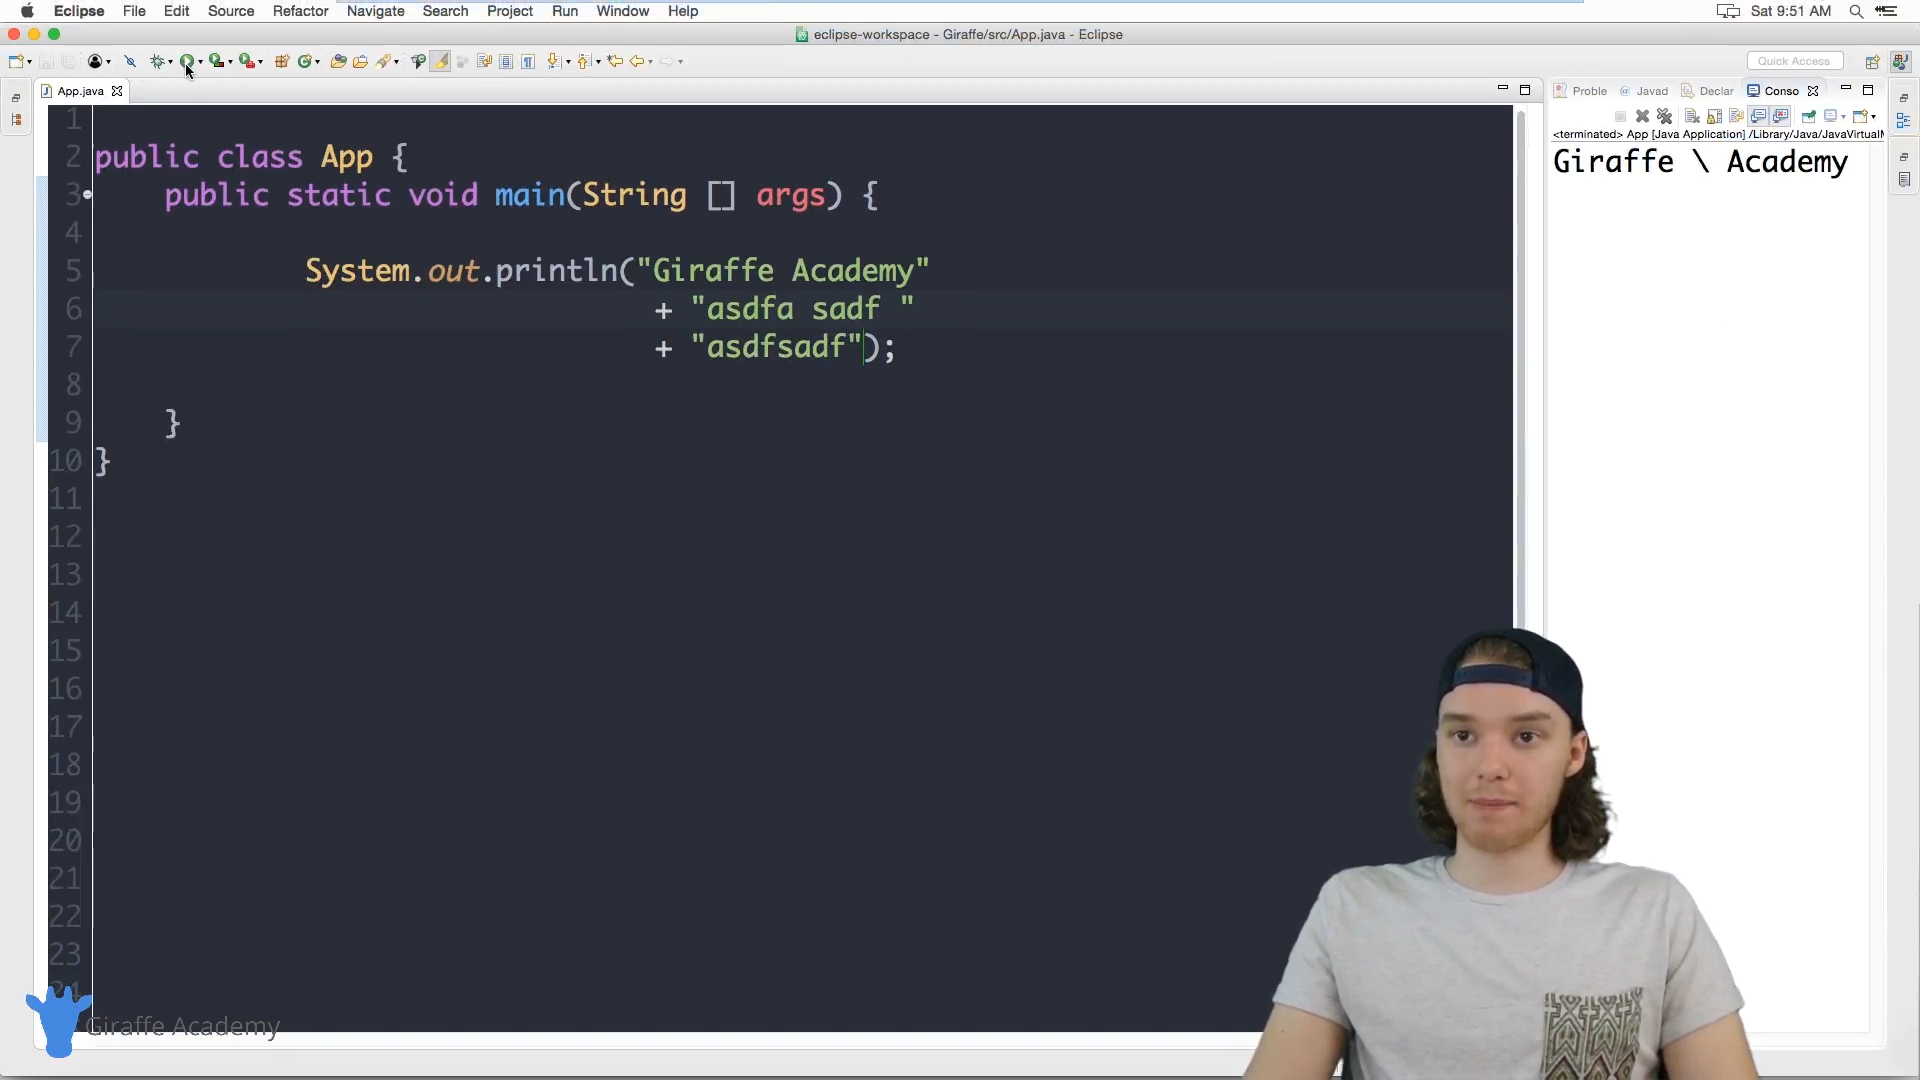 Eclipse File Edit Source Refactor Navigate Search Project Run Window Help Sat 9:51 AM
eclipse-workspace - Giraffe/src/App.java - Eclipse
Quick Access
App.java
Proble Javad Declar Conso
<terminated> App [Java Application] /Library/Java/JavaVirtualM
Giraffe \ Academy
1
2 public class App {
3 public static void main(String [] args) {
4
5 System.out.println("Giraffe Academy"
6 + "asdfa sadf "
7 + "asdfsadf");
8
9 }
10 }
11
12
13
14
15
16
17
18
19
20
21
22
23
24
Giraffe Academy